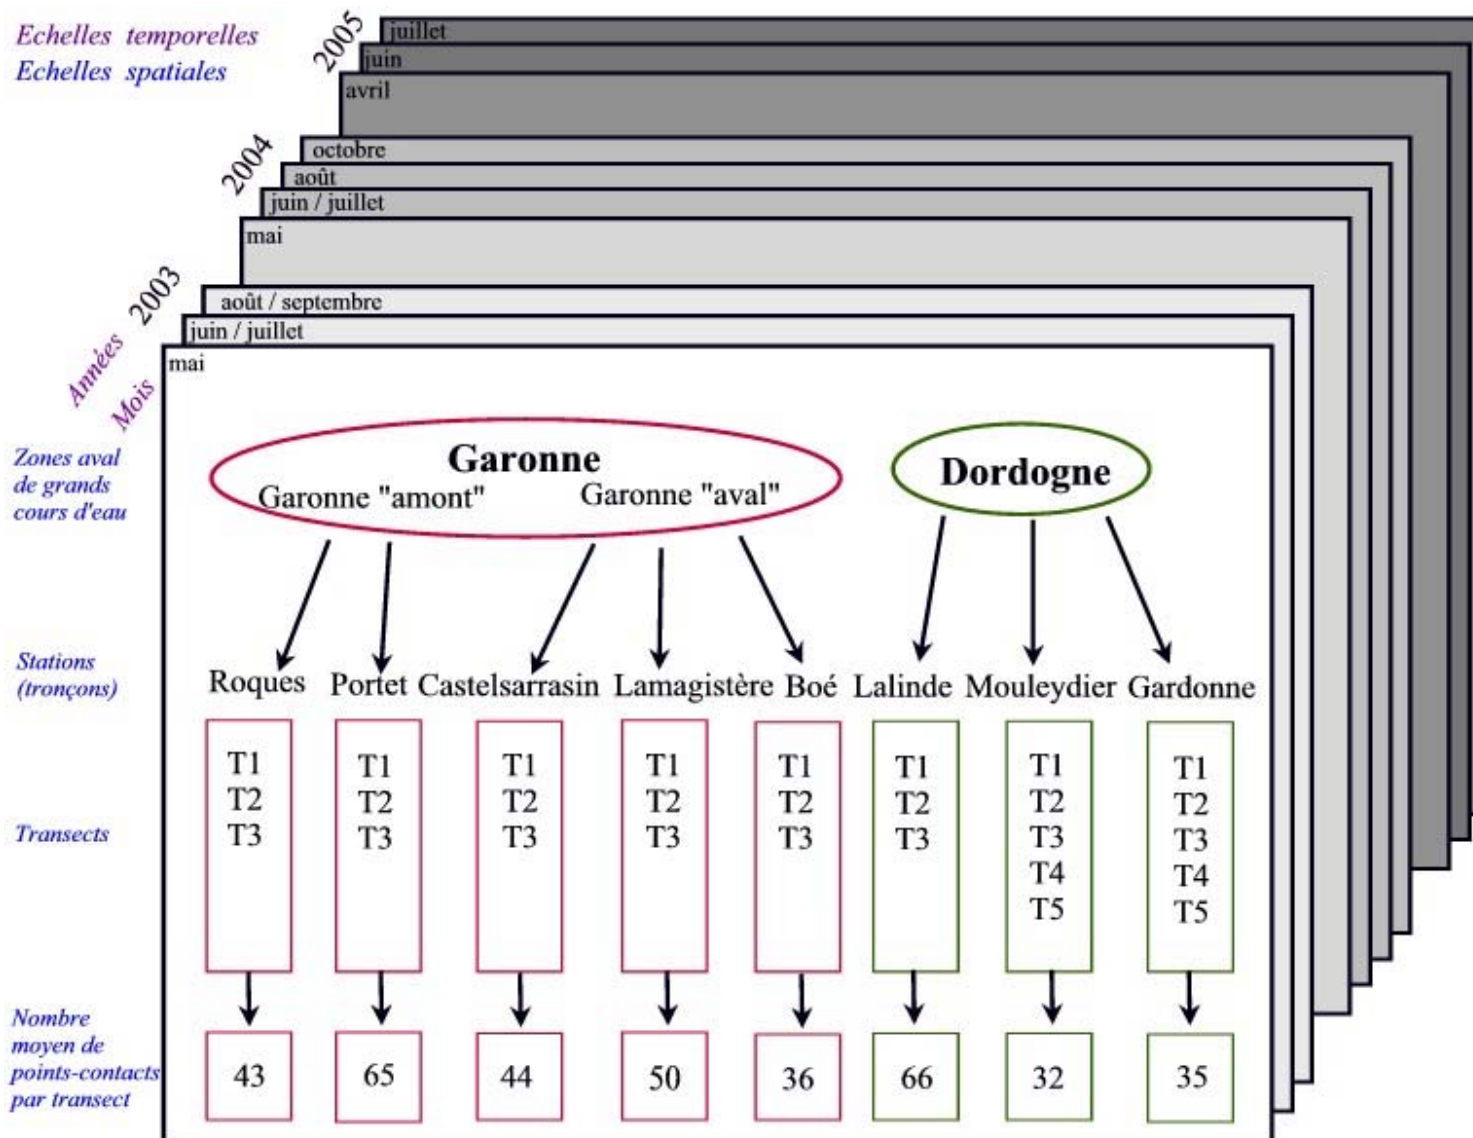 Echelles temporelles
Echelles spatiales
2005
juillet
juin
avril
2004
octobre
août
juin / juillet
mai
2003
août / septembre
juin / juillet
mai
Années
Mois
Zones aval
de grands
cours d'eau
Garonne
Garonne "amont" Garonne "aval"
Dordogne
Stations
(tronçons)
Roques Portet Castelsarrasin Lamagistère Boé Lalinde Mouleydier Gardonne
Transects
T1 T1 T1 T1 T1 T1 T1 T1
T2 T2 T2 T2 T2 T2 T2 T2
T3 T3 T3 T3 T3 T3 T3 T3
T4 T4
T5 T5
Nombre
moyen de
points-contacts
par transect
43 65 44 50 36 66 32 35